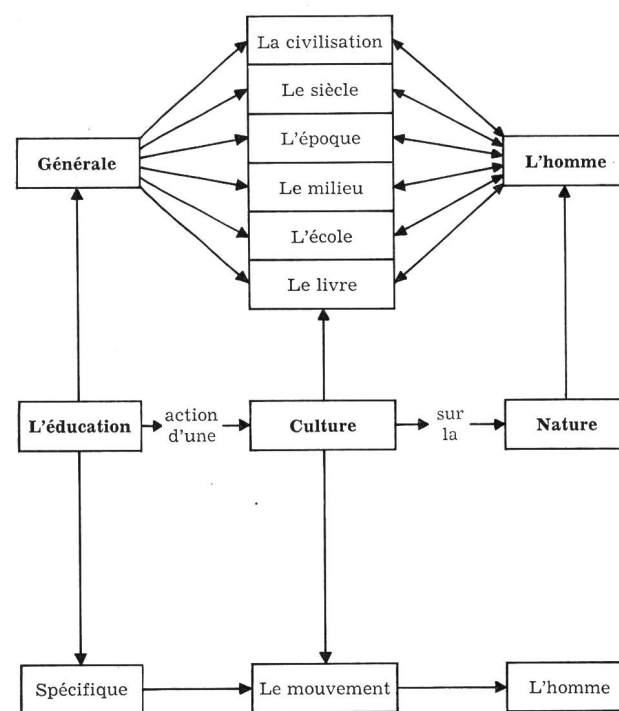 La civilisation
Le siècle
L'époque
Générale
L'homme
Le milieu
L'école
Le livre
L'éducation
action
d'une
Culture
sur
la
Nature
Spécifique
Le mouvement
L'homme